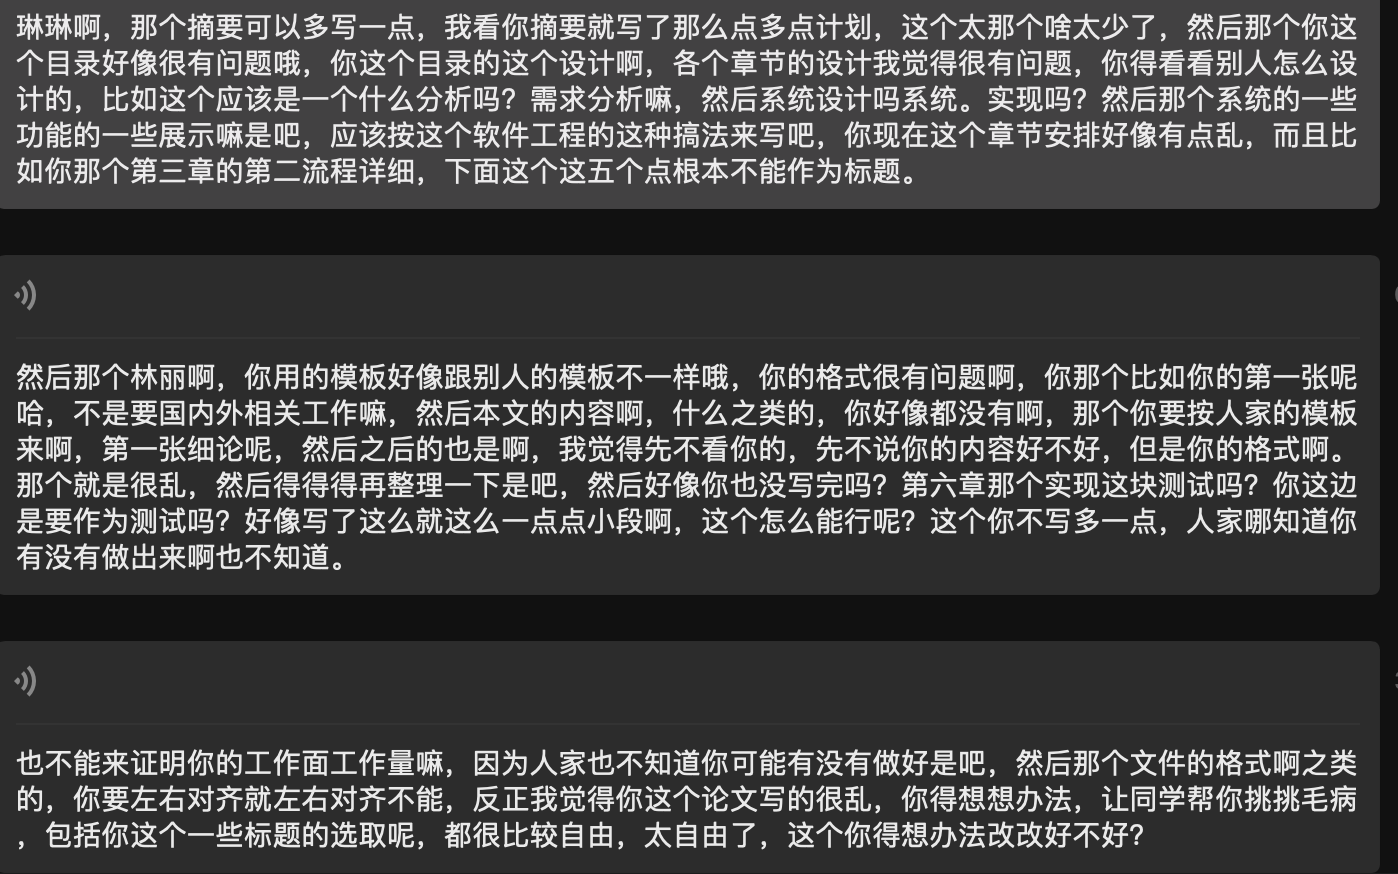 琳琳啊，那个摘要可以多写一点，我看你摘要就写了那么点多点计划，这个太那个啥太少了，然后那个你这
个目录好像很有问题哦，你这个目录的这个设计啊，各个章节的设计我觉得很有问题，你得看看别人怎么设
计的，比如这个应该是一个什么分析吗？需求分析嘛，然后系统设计吗系统。实现吗？然后那个系统的一些
功能的一些展示嘛是吧，应该按这个软件工程的这种搞法来写吧，你现在这个章节安排好像有点乱，而且比
如你那个第三章的第二流程详细，下面这个这五个点根本不能作为标题。
然后那个林丽啊，你用的模板好像跟别人的模板不一样哦，你的格式很有问题啊，你那个比如你的第一张呢
哈，不是要国内外相关工作嘛，然后本文的内容啊，什么之类的，你好像都没有啊，那个你要按人家的模板
来啊，第一张细论呢，然后之后的也是啊，我觉得先不看你的，先不说你的内容好不好，但是你的格式啊。
那个就是很乱，然后得得得再整理一下是吧，然后好像你也没写完吗？第六章那个实现这块测试吗？你这边
是要作为测试吗？好像写了这么就这么一点点小段啊，这个怎么能行呢？这个你不写多一点，人家哪知道你
有没有做出来啊也不知道。
也不能来证明你的工作面工作量嘛，因为人家也不知道你可能有没有做好是吧，然后那个文件的格式啊之类
的，你要左右对齐就左右对齐不能，反正我觉得你这个论文写的很乱，你得想想办法，让同学帮你挑挑毛病
，包括你这个一些标题的选取呢，都很比较自由，太自由了，这个你得想办法改改好不好？